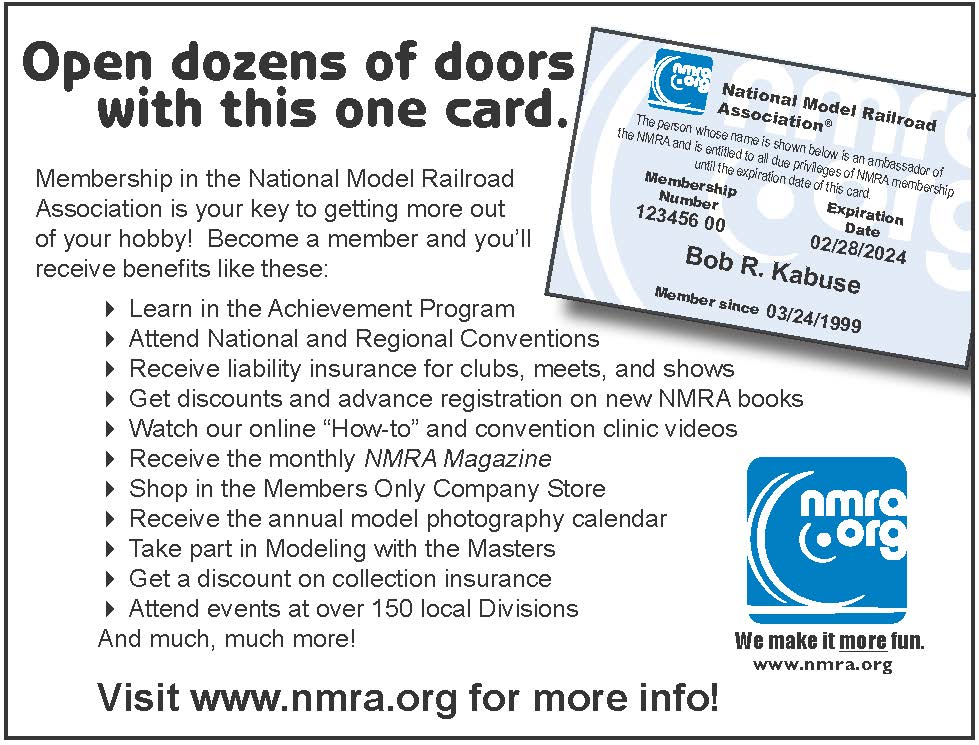 Open dozens of doors
with this one card.
nmra
.org
National Model Railroad
Association®
The person whose name is shown below is an ambassador of
the NMRA and is entitled to all due privileges of NMRA membership
until the expiration date of this card.
Membership
Number
123456 00
Expiration
Date
02/28/2024
Bob R. Kabuse
Member since 03/24/1999
nmra
.org
Membership in the National Model Railroad
Association is your key to getting more out
of your hobby!  Become a member and you’ll
receive benefits like these:
Learn in the Achievement Program
Attend National and Regional Conventions
Receive liability insurance for clubs, meets, and shows
Get discounts and advance registration on new NMRA books
Watch our online “How-to” and convention clinic videos
Receive the monthly NMRA Magazine
Shop in the Members Only Company Store
Receive the annual model photography calendar
Take part in Modeling with the Masters
Get a discount on collection insurance
Attend events at over 150 local Divisions
And much, much more!
nmra
.org
We make it more fun.
www.nmra.org
Visit www.nmra.org for more info!